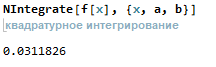 NIntegrate[f[x], {x, a, b}]
квадратурное интегрирование
0.0311826